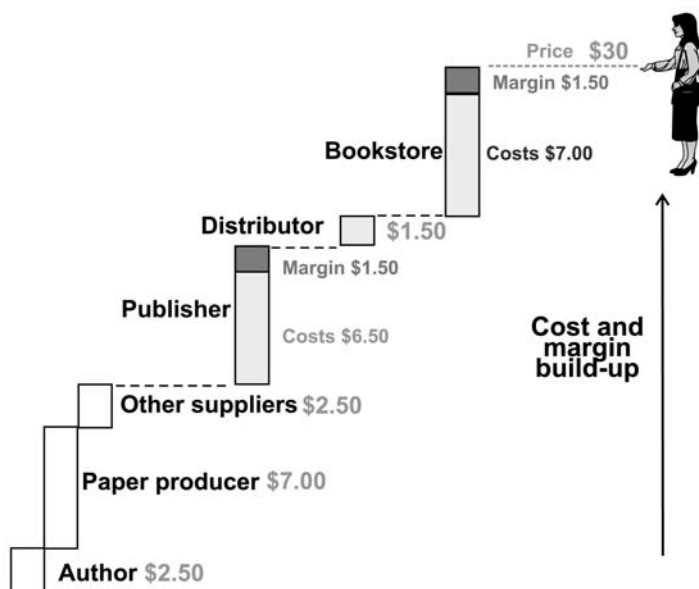 Price $30
Margin $1.50
Bookstore
Costs $7.00
Distributor
$1.50
Margin $1.50
Publisher
Costs $6.50
Cost and
margin
build-up
Other suppliers $2.50
Paper producer $7.00
Author $2.50